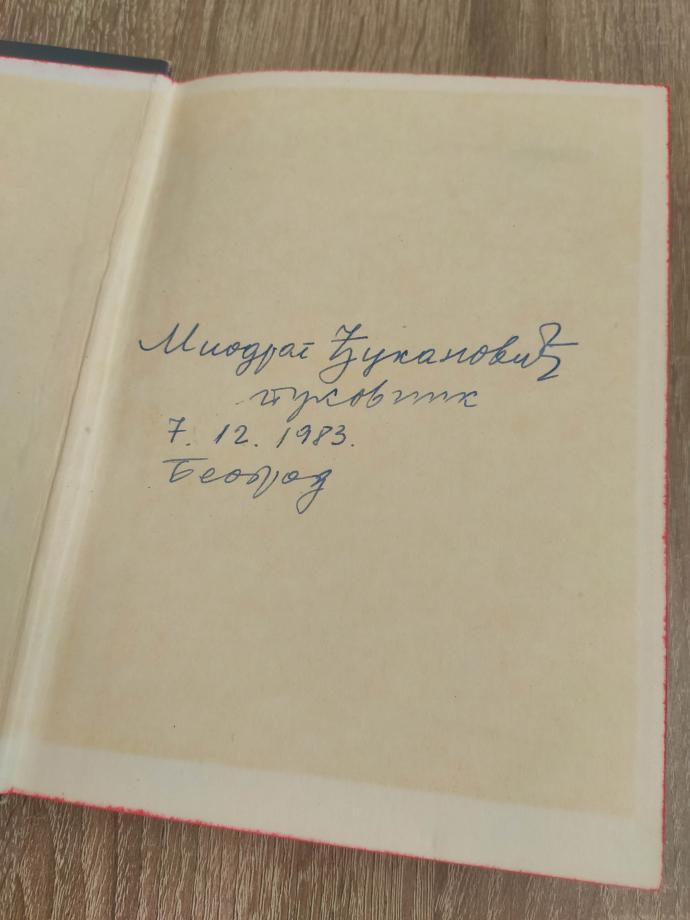 Миодраг Ђукановић
пуковник
7. 12. 1983.
Београд